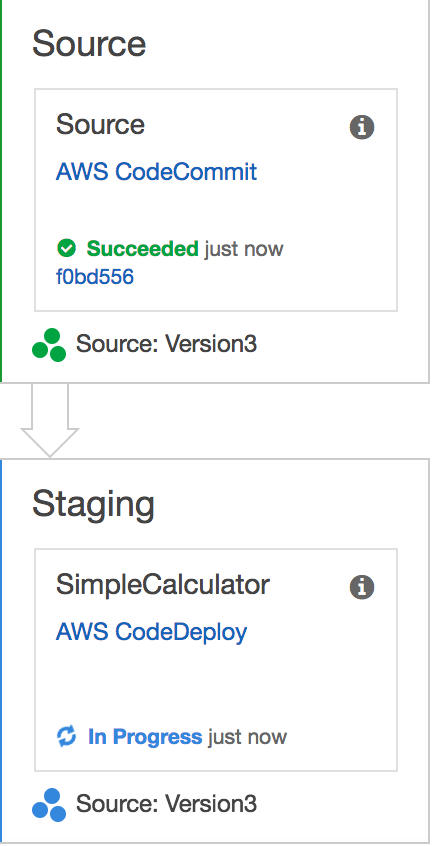 Source
Source
AWS CodeCommit
Succeeded just now
f0bd556
Source: Version3
Staging
SimpleCalculator
AWS CodeDeploy
In Progress just now
Source: Version3